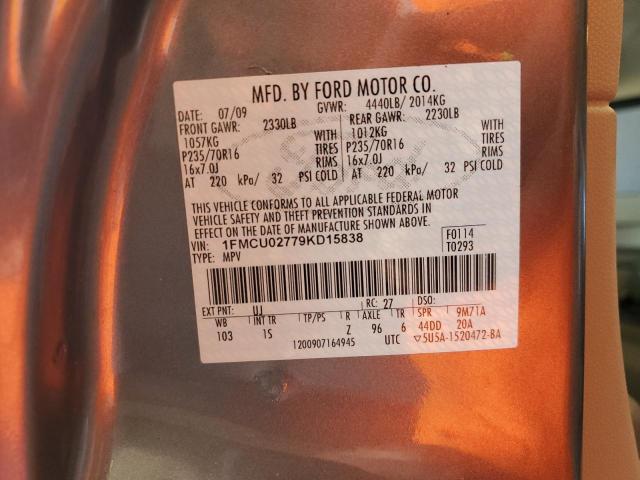 MFD. BY FORD MOTOR CO.
DATE: 07/09 GVWR: 4440LB/ 2014KG
FRONT GAWR: 2330LB REAR GAWR: 2230LB
1057KG WITH 1012KG WITH
P235/70R16 TIRES P235/70R16 TIRES
16x7.0J RIMS 16x7.0J RIMS
AT 220 kPa/ 32 PSI COLD AT 220 kPa/ 32 PSI COLD
THIS VEHICLE CONFORMS TO ALL APPLICABLE FEDERAL MOTOR
VEHICLE SAFETY AND THEFT PREVENTION STANDARDS IN
EFFECT ON THE DATE OF MANUFACTURE SHOWN ABOVE.
VIN: 1FMCU02779KD15838 F0114
TYPE: MPV T0293
EXT PNT: UJ RC: 27 DSO:
WB INT TR TP/PS R AXLE TR SPR 9M71A
103 1S Z 96 6 44DD 20A
1200907164945 UTC ▽5U5A-1520472-BA